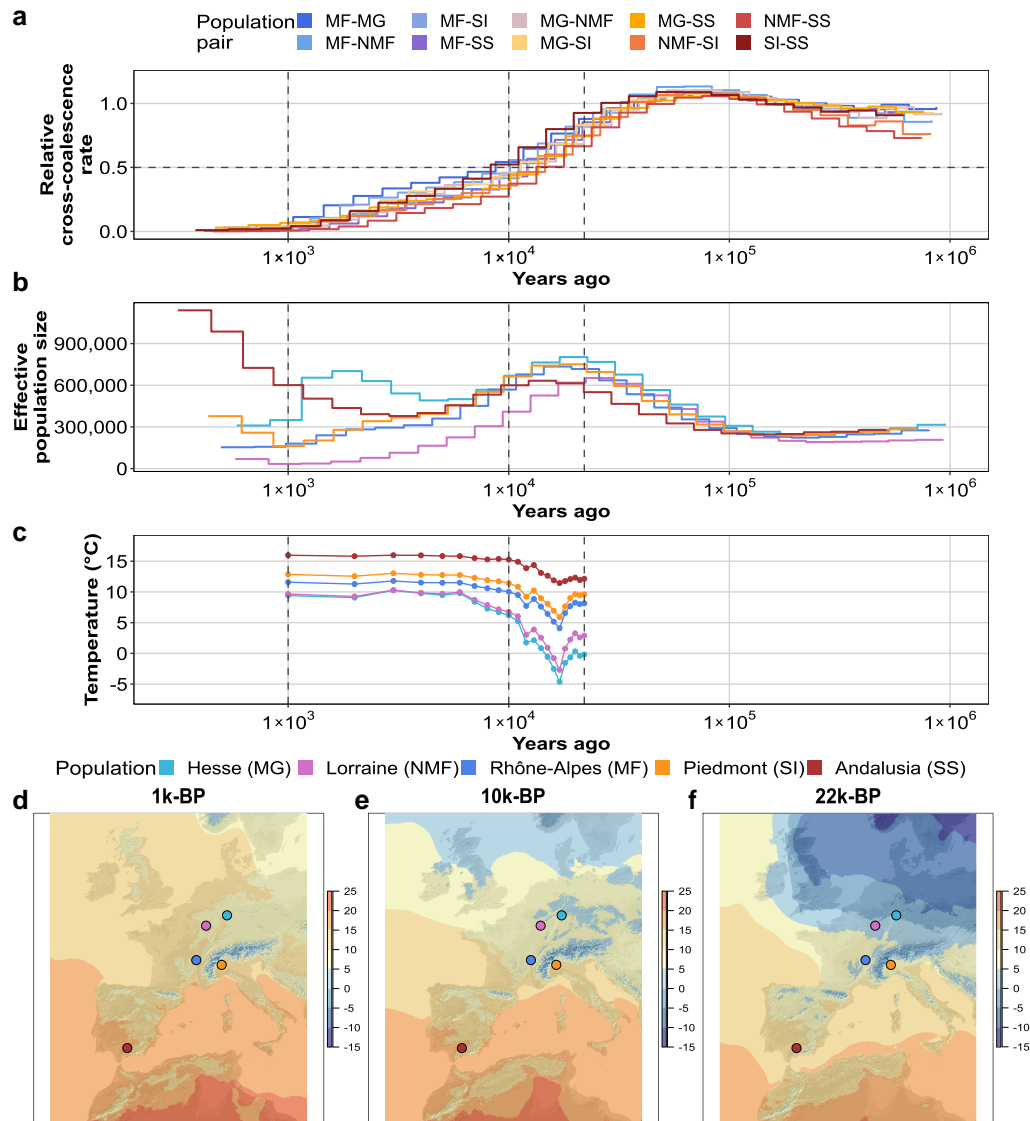 a
Population pair
MF-MG MF-SI MG-NMF MG-SS NMF-SS
MF-NMF MF-SS MG-SI NMF-SI SI-SS
Relative cross-coalescence rate
1.0
0.5
0.0
1×10³ 1×10⁴ 1×10⁵ 1×10⁶
Years ago
b
Effective population size
900,000
600,000
300,000
0
1×10³ 1×10⁴ 1×10⁵ 1×10⁶
Years ago
c
Temperature (°C)
15
10
5
0
-5
1×10³ 1×10⁴ 1×10⁵ 1×10⁶
Years ago
Population Hesse (MG) Lorraine (NMF) Rhône-Alpes (MF) Piedmont (SI) Andalusia (SS)
d 1k-BP e 10k-BP f 22k-BP
25 25 25
20 20 20
15 15 15
10 10 10
5 5 5
0 0 0
-5 -5 -5
-10 -10 -10
-15 -15 -15